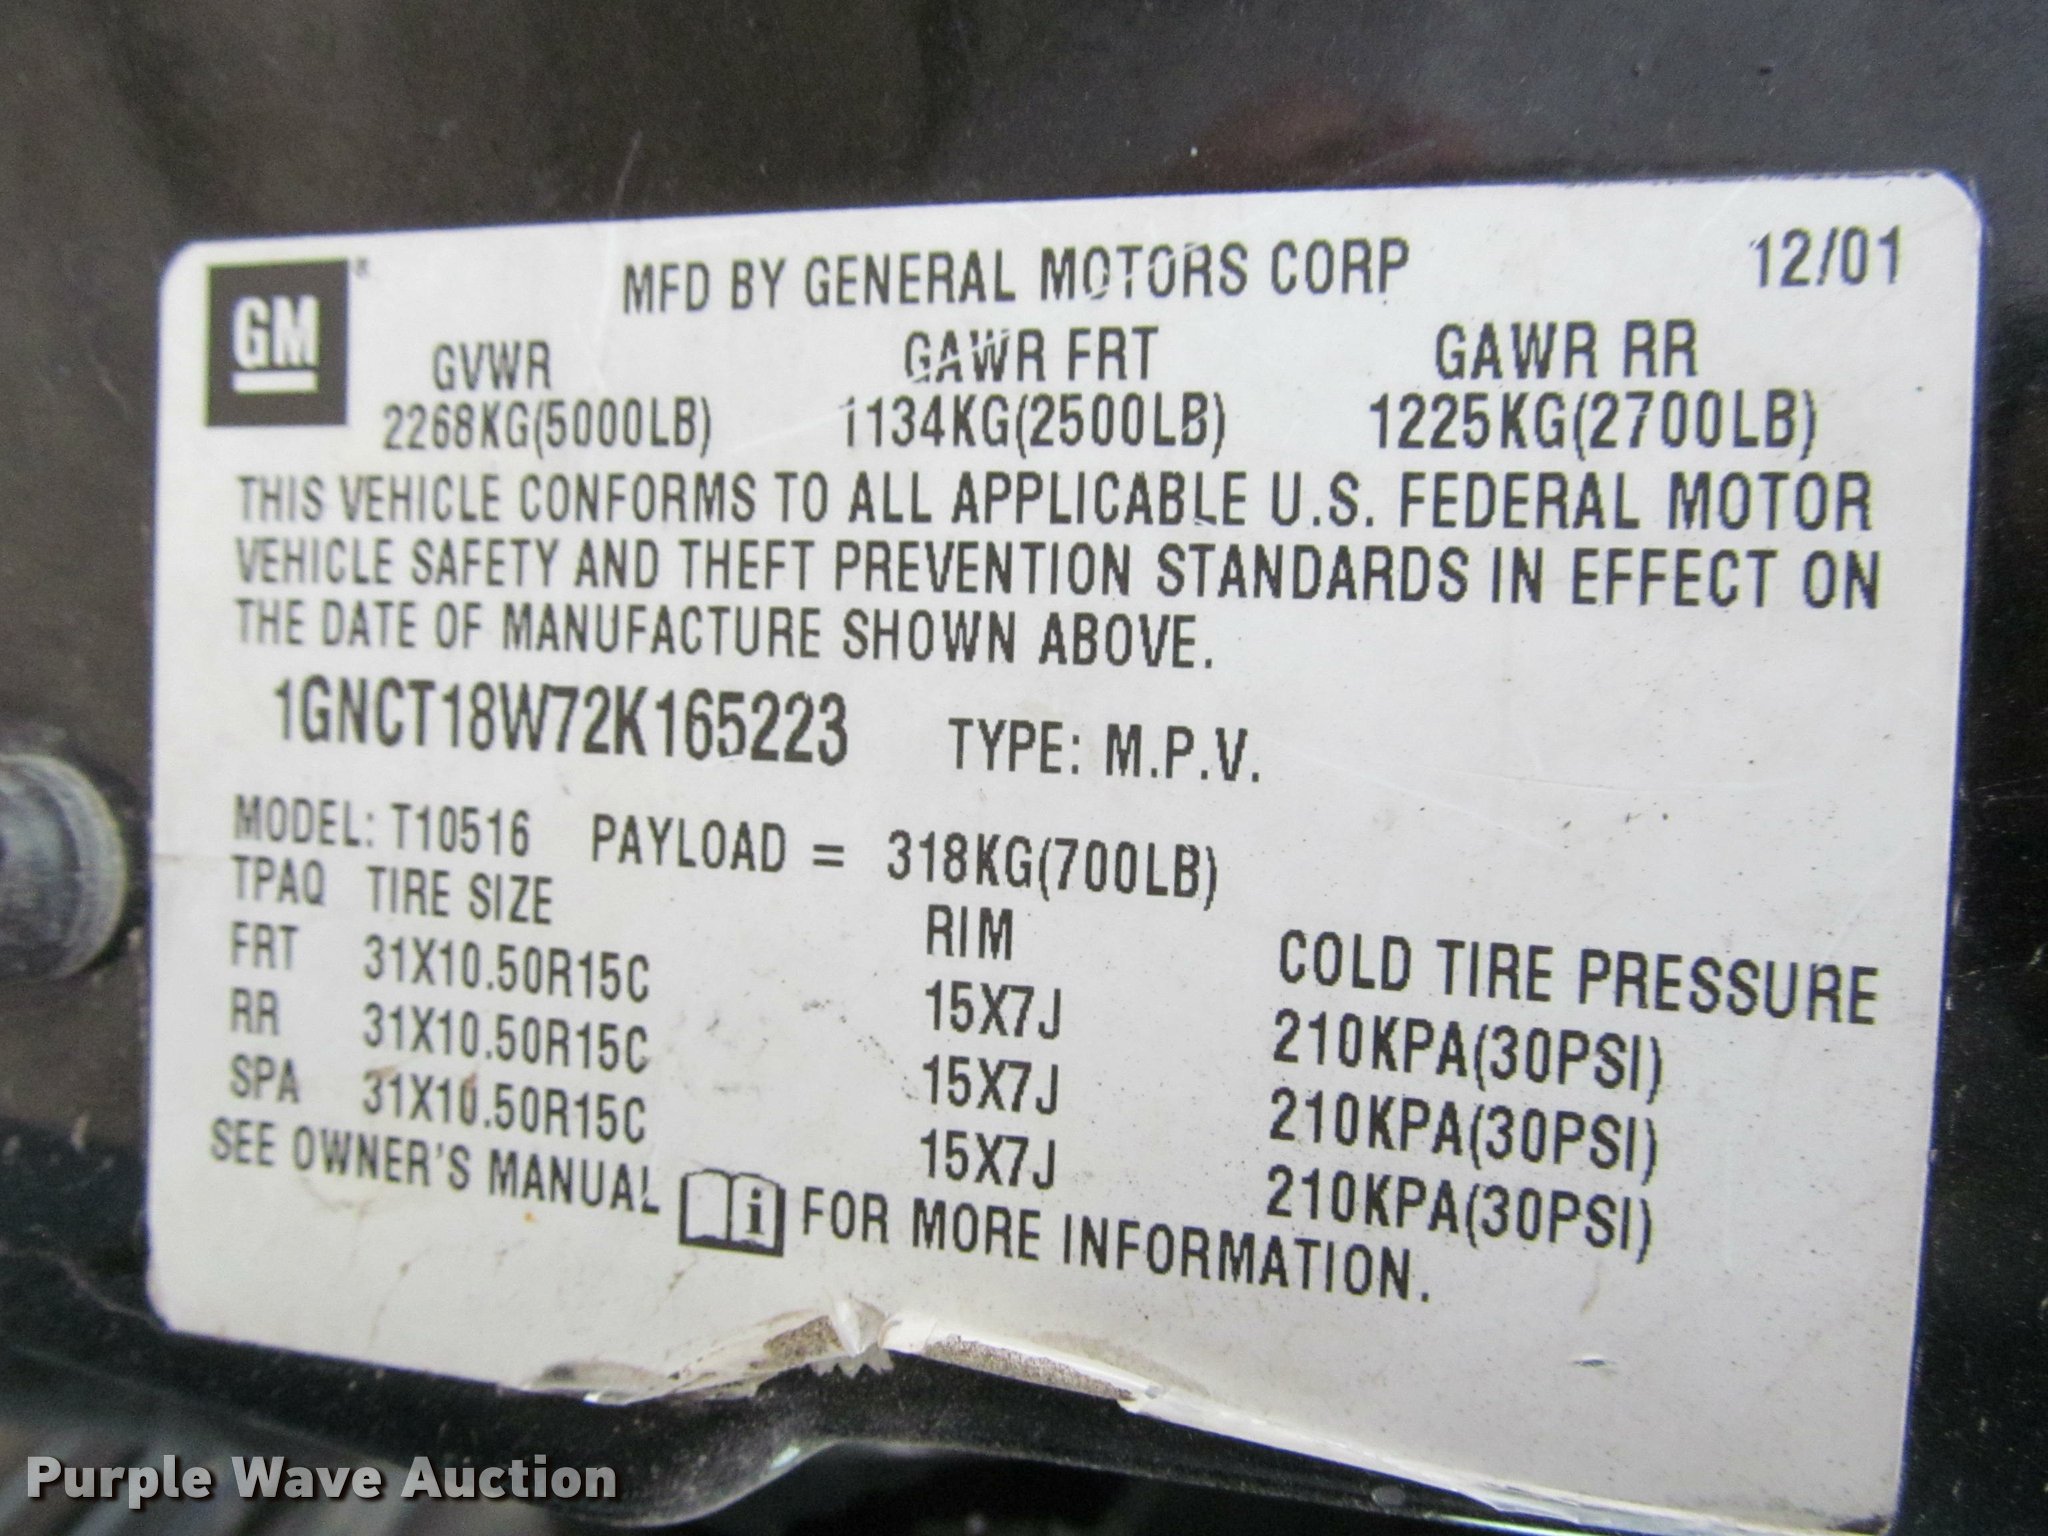 GM
MFD BY GENERAL MOTORS CORP 12/01
GVWR GAWR FRT GAWR RR
2268KG(5000LB) 1134KG(2500LB) 1225KG(2700LB)
THIS VEHICLE CONFORMS TO ALL APPLICABLE U.S. FEDERAL MOTOR
VEHICLE SAFETY AND THEFT PREVENTION STANDARDS IN EFFECT ON
THE DATE OF MANUFACTURE SHOWN ABOVE.
1GNCT18W72K165223 TYPE: M.P.V.
MODEL: T10516 PAYLOAD = 318KG(700LB)
TPAQ TIRE SIZE RIM COLD TIRE PRESSURE
FRT 31X10.50R15C 15X7J 210KPA(30PSI)
RR 31X10.50R15C 15X7J 210KPA(30PSI)
SPA 31X10.50R15C 15X7J 210KPA(30PSI)
SEE OWNER'S MANUAL i FOR MORE INFORMATION.
Purple Wave Auction